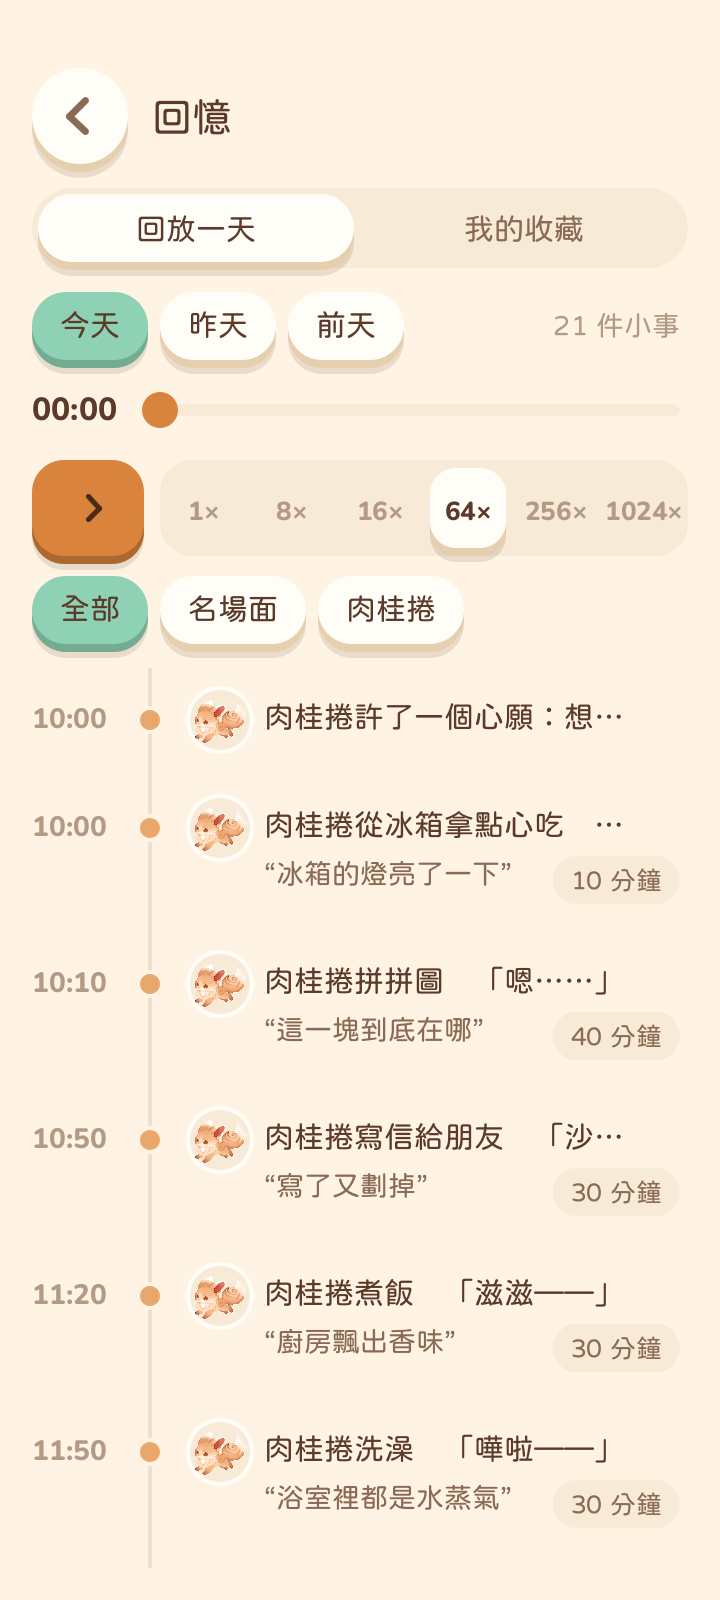 回憶
回放一天 我的收藏
今天 昨天 前天 21 件小事
00:00
1× 8× 16× 64× 256× 1024×
全部 名場面 肉桂捲
10:00 肉桂捲許了一個心願：想…
10:00 肉桂捲從冰箱拿點心吃 …
“冰箱的燈亮了一下” 10 分鐘
10:10 肉桂捲拼拼圖 「嗯……」
“這一塊到底在哪” 40 分鐘
10:50 肉桂捲寫信給朋友 「沙…
“寫了又劃掉” 30 分鐘
11:20 肉桂捲煮飯 「滋滋——」
“廚房飄出香味” 30 分鐘
11:50 肉桂捲洗澡 「嘩啦——」
“浴室裡都是水蒸氣” 30 分鐘